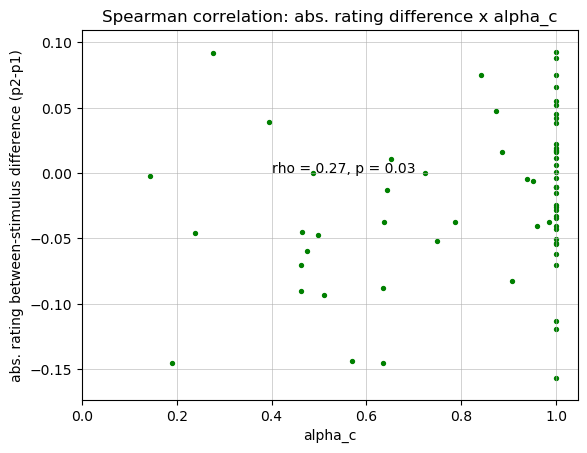 Spearman correlation: abs. rating difference x alpha_c
abs. rating between-stimulus difference (p2-p1)
0.10
0.05
0.00
−0.05
−0.10
−0.15
rho = 0.27, p = 0.03
0.0 0.2 0.4 0.6 0.8 1.0
alpha_c